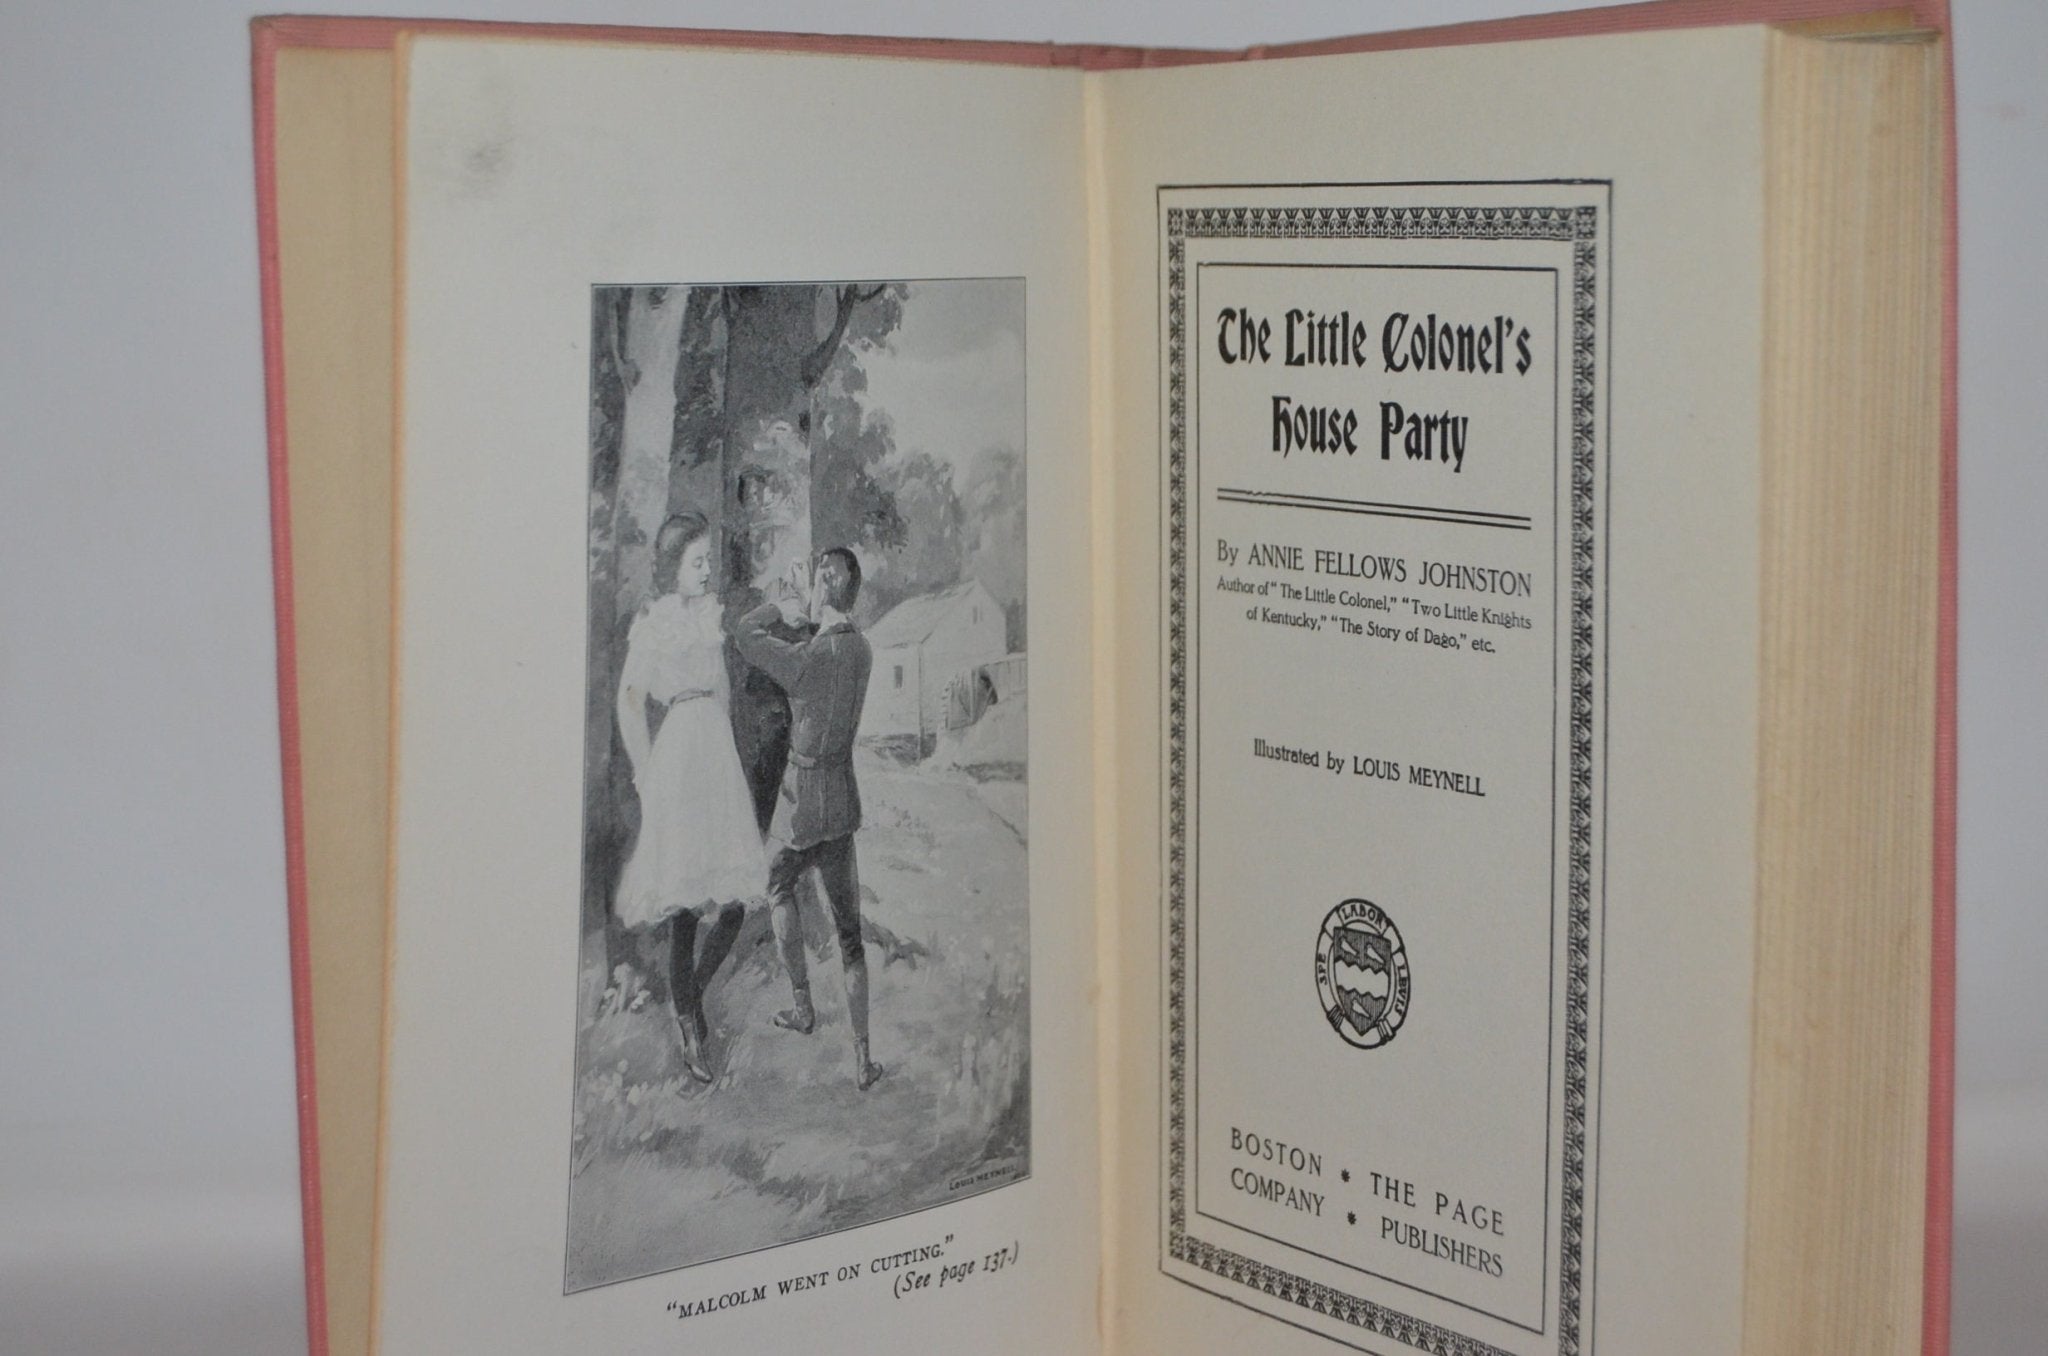 LOUIS MEYNELL
"MALCOLM WENT ON CUTTING."
(See page 137.)
The Little Colonel's
House Party
By ANNIE FELLOWS JOHNSTON
Author of "The Little Colonel," "Two Little Knights
of Kentucky," "The Story of Dago," etc.
Illustrated by LOUIS MEYNELL
SPE LABOR LEVIS
BOSTON * THE PAGE
COMPANY * PUBLISHERS